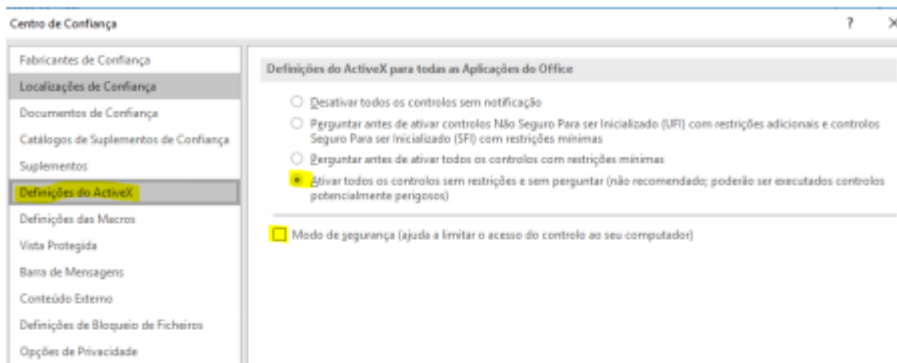 Centro de Confiança
?
Fabricantes de Confiança
Localizações de Confiança
Documentos de Confiança
Catálogos de Suplementos de Confiança
Suplementos
Definições do ActiveX
Definições das Macros
Vista Protegida
Barra de Mensagens
Conteúdo Externo
Definições de Bloqueio de Ficheiros
Opções de Privacidade
Definições do ActiveX para todas as Aplicações do Office
Desativar todos os controlos sem notificação
Perguntar antes de ativar controlos Não Seguro Para ser Inicializado (UFI) com restrições adicionais e controlos
Seguro Para ser Inicializado (SFI) com restrições mínimas
Perguntar antes de ativar todos os controlos com restrições mínimas
Ativar todos os controlos sem restrições e sem perguntar (não recomendado; poderão ser executados controlos
potencialmente perigosos)
Modo de segurança (ajuda a limitar o acesso do controlo ao seu computador)